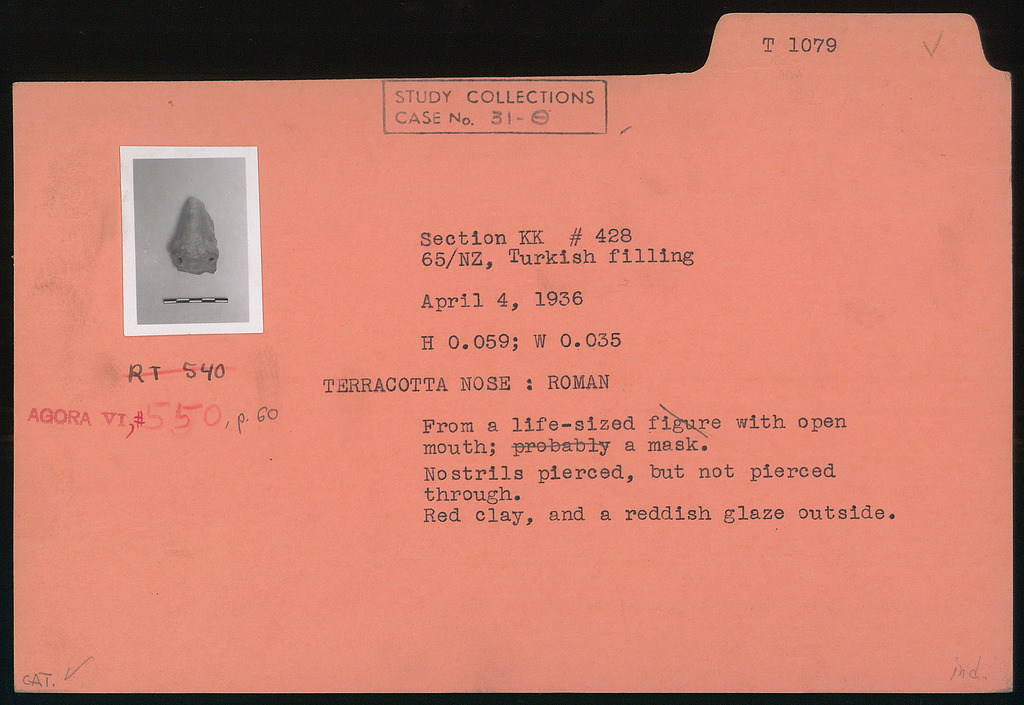 T 1079
STUDY COLLECTIONS
CASE No. 31-Θ
Section KK # 428
65/NZ, Turkish filling
April 4, 1936
H 0.059; W 0.035
RT 540
TERRACOTTA NOSE : ROMAN
AGORA VI, #550, p. 60
From a life-sized figure with open
mouth; probably a mask.
Nostrils pierced, but not pierced
through.
Red clay, and a reddish glaze outside.
CAT. ✓
ind.